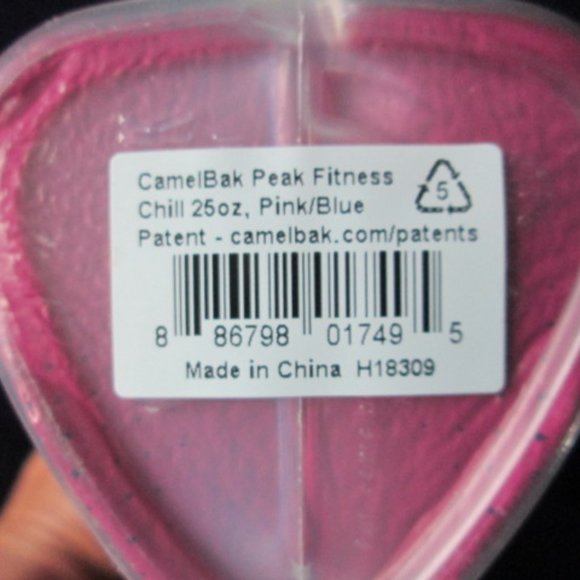 CamelBak Peak Fitness
Chill 25oz, Pink/Blue
5
Patent - camelbak.com/patents
8 86798 01749 5
Made in China H18309